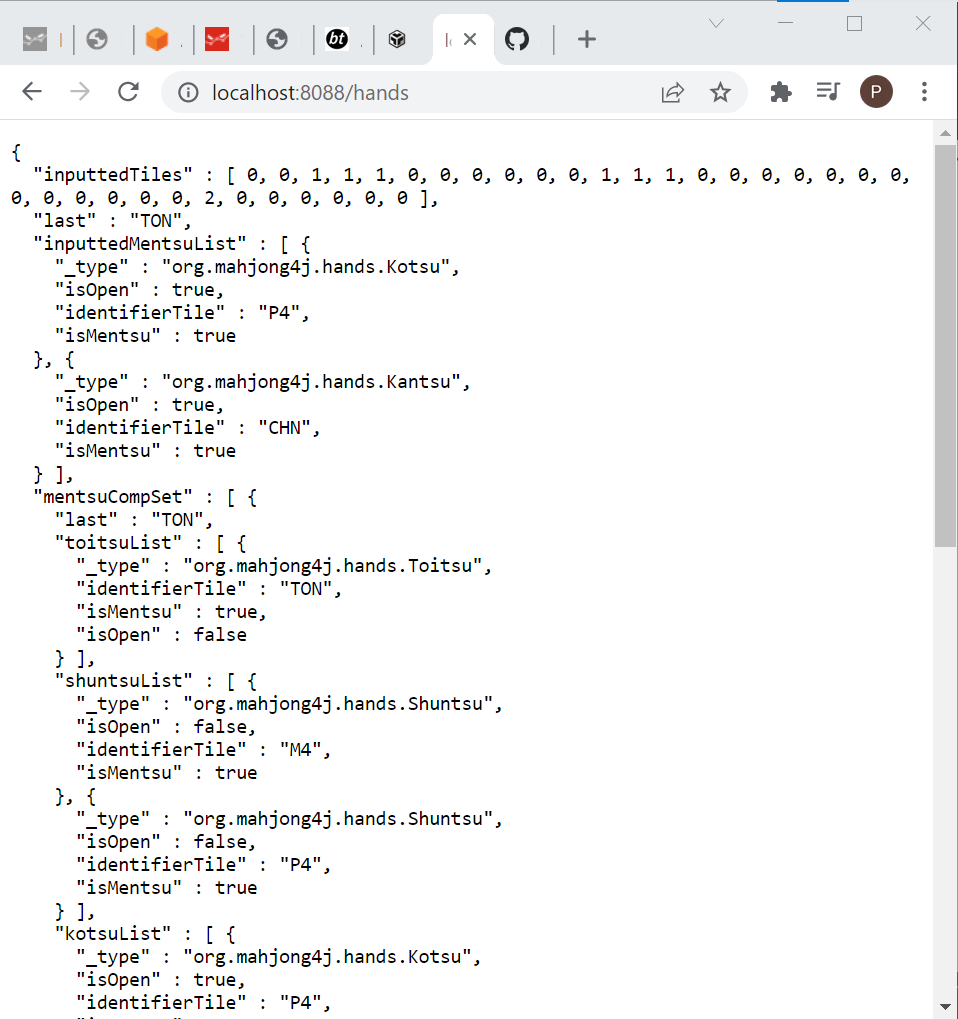 bt
localhost:8088/hands
P
{
"inputtedTiles" : [ 0, 0, 1, 1, 1, 0, 0, 0, 0, 0, 0, 1, 1, 1, 0, 0, 0, 0, 0, 0, 0,
0, 0, 0, 0, 0, 0, 2, 0, 0, 0, 0, 0, 0 ],
"last" : "TON",
"inputtedMentsuList" : [ {
"_type" : "org.mahjong4j.hands.Kotsu",
"isOpen" : true,
"identifierTile" : "P4",
"isMentsu" : true
}, {
"_type" : "org.mahjong4j.hands.Kantsu",
"isOpen" : true,
"identifierTile" : "CHN",
"isMentsu" : true
} ],
"mentsuCompSet" : [ {
"last" : "TON",
"toitsuList" : [ {
"_type" : "org.mahjong4j.hands.Toitsu",
"identifierTile" : "TON",
"isMentsu" : true,
"isOpen" : false
} ],
"shuntsuList" : [ {
"_type" : "org.mahjong4j.hands.Shuntsu",
"isOpen" : false,
"identifierTile" : "M4",
"isMentsu" : true
}, {
"_type" : "org.mahjong4j.hands.Shuntsu",
"isOpen" : false,
"identifierTile" : "P4",
"isMentsu" : true
} ],
"kotsuList" : [ {
"_type" : "org.mahjong4j.hands.Kotsu",
"isOpen" : true,
"identifierTile" : "P4",